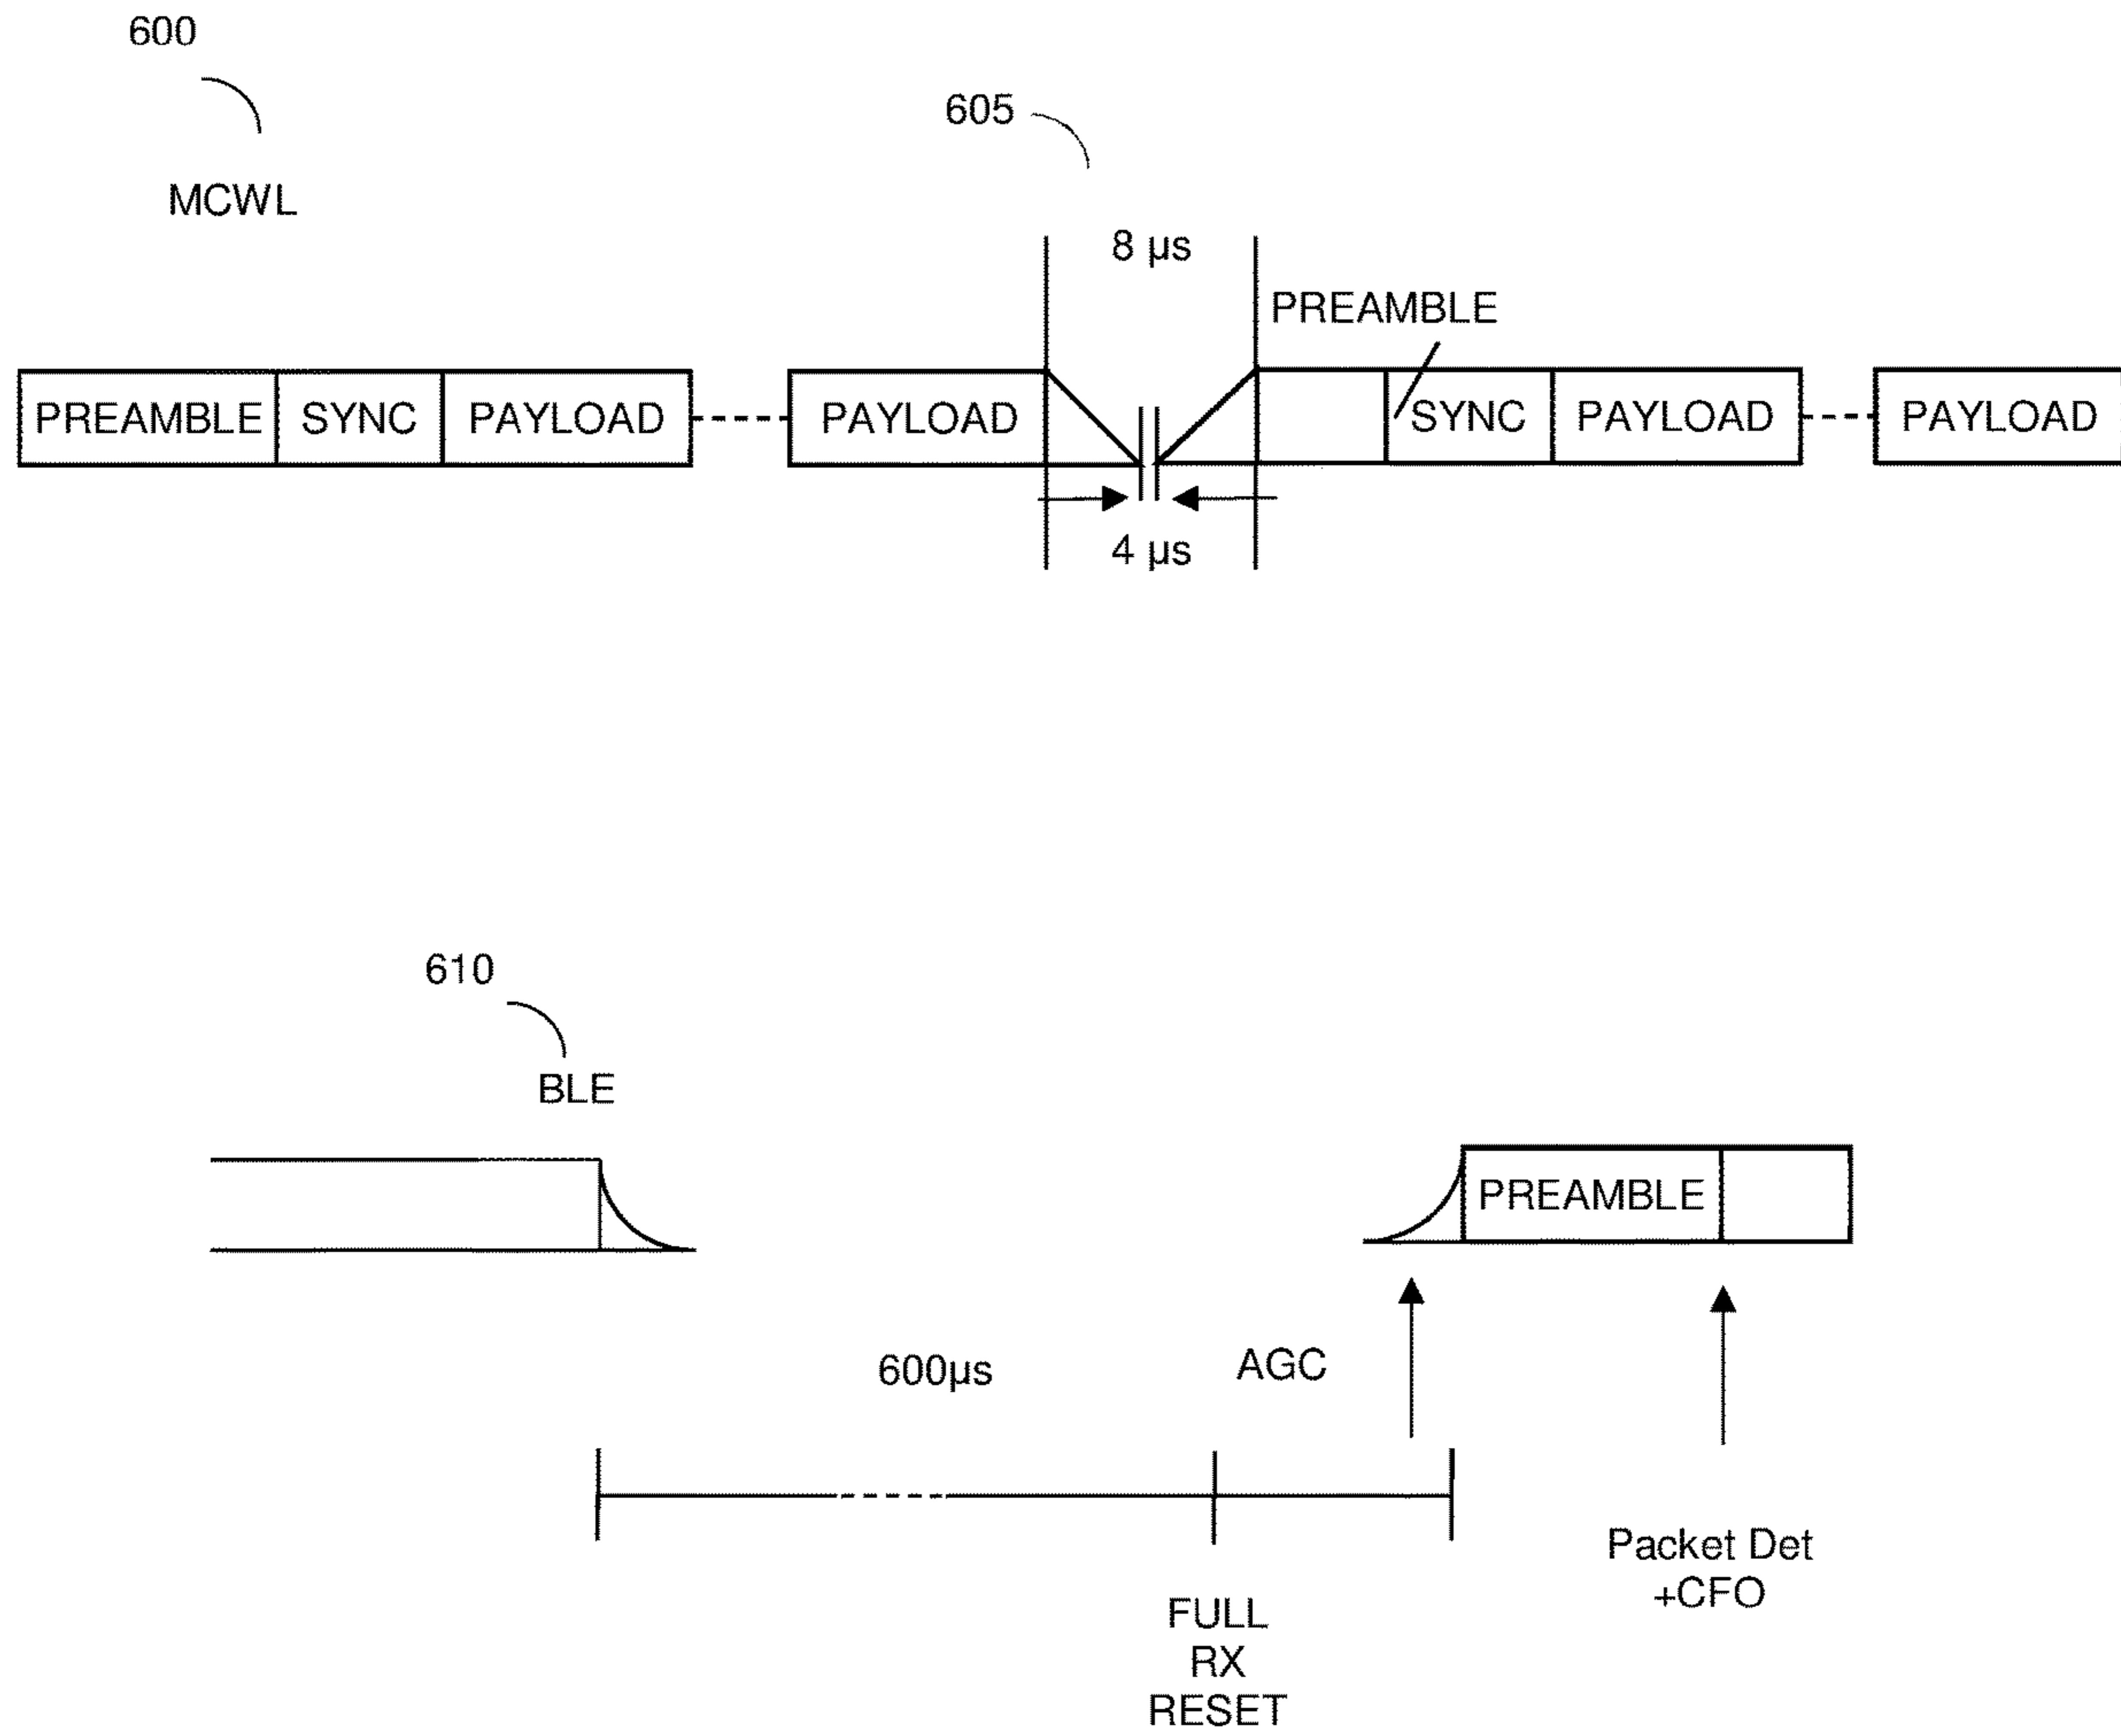 600
MCWL
605
8 µs
PREAMBLE
PREAMBLE SYNC PAYLOAD PAYLOAD SYNC PAYLOAD PAYLOAD
4 µs
610
BLE
PREAMBLE
600µs
AGC
Packet Det
+CFO
FULL
RX
RESET